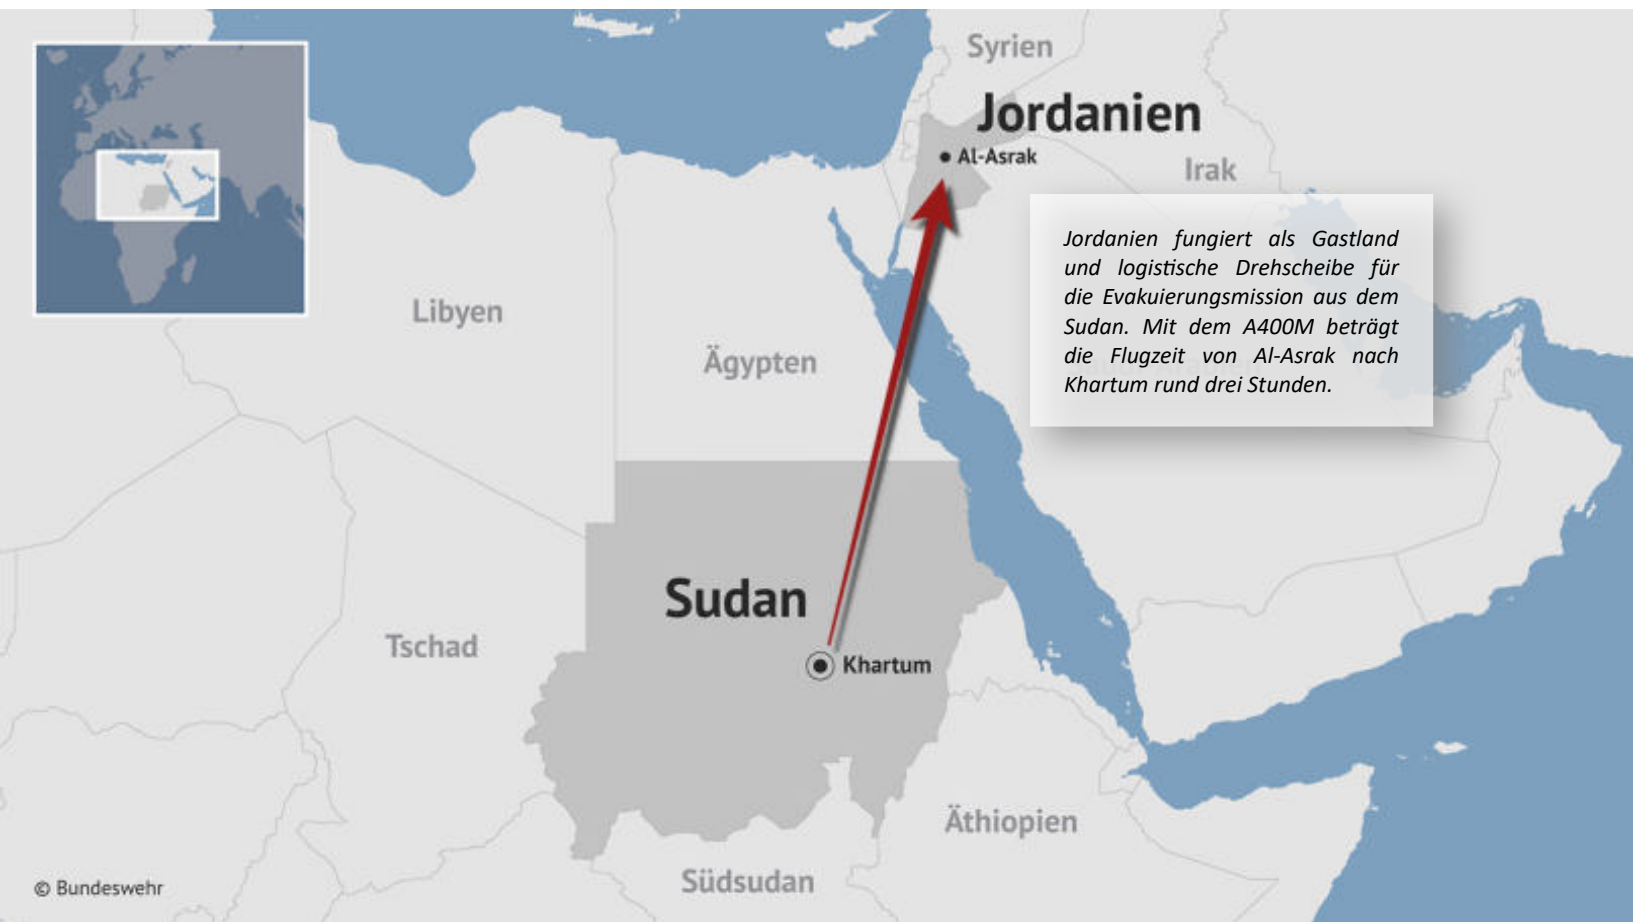 Syrien
Jordanien
Al-Asrak
Irak
Jordanien fungiert als Gastland
und logistische Drehscheibe für
die Evakuierungsmission aus dem
Sudan. Mit dem A400M beträgt
die Flugzeit von Al-Asrak nach
Khartum rund drei Stunden.
Libyen
Ägypten
Sudan
Tschad
Khartum
Äthiopien
Südsudan
© Bundeswehr